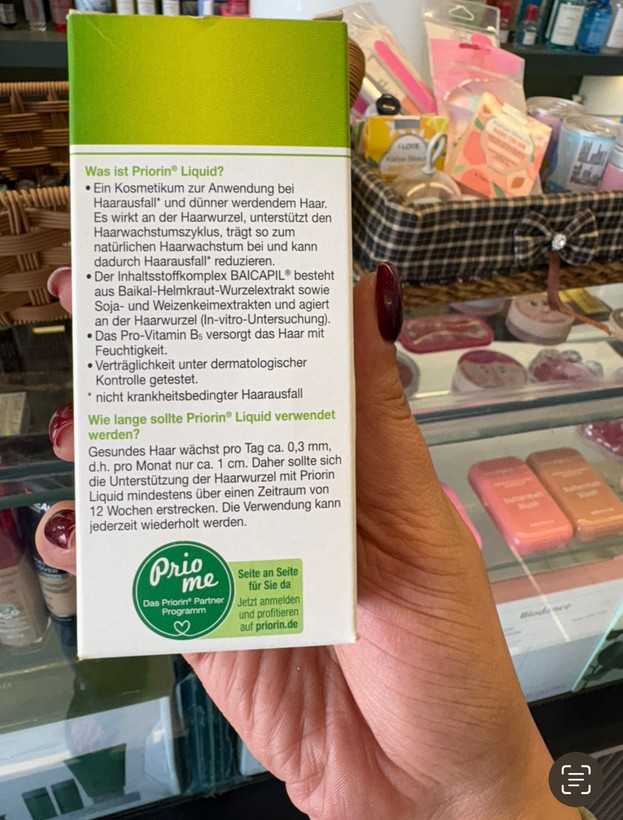 Was ist Priorin® Liquid?
• Ein Kosmetikum zur Anwendung bei
Haarausfall* und dünner werdendem Haar.
Es wirkt an der Haarwurzel, unterstützt den
Haarwachstumszyklus, trägt so zum
natürlichen Haarwachstum bei und kann
dadurch Haarausfall* reduzieren.
• Der Inhaltsstoffkomplex BAICAPIL® besteht
aus Baikal-Helmkraut-Wurzelextrakt sowie
Soja- und Weizenkeimextrakten und agiert
an der Haarwurzel (In-vitro-Untersuchung).
• Das Pro-Vitamin B₅ versorgt das Haar mit
Feuchtigkeit.
• Verträglichkeit unter dermatologischer
Kontrolle getestet.
* nicht krankheitsbedingter Haarausfall
Wie lange sollte Priorin® Liquid verwendet
werden?
Gesundes Haar wächst pro Tag ca. 0,3 mm,
d.h. pro Monat nur ca. 1 cm. Daher sollte sich
die Unterstützung der Haarwurzel mit Priorin
Liquid mindestens über einen Zeitraum von
12 Wochen erstrecken. Die Verwendung kann
jederzeit wiederholt werden.
Prio
me
Das Priorin® Partner
Programm
Seite an Seite
für Sie da
Jetzt anmelden
und profitieren
auf priorin.de